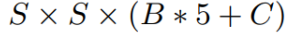 S × S × (B ∗ 5 + C)